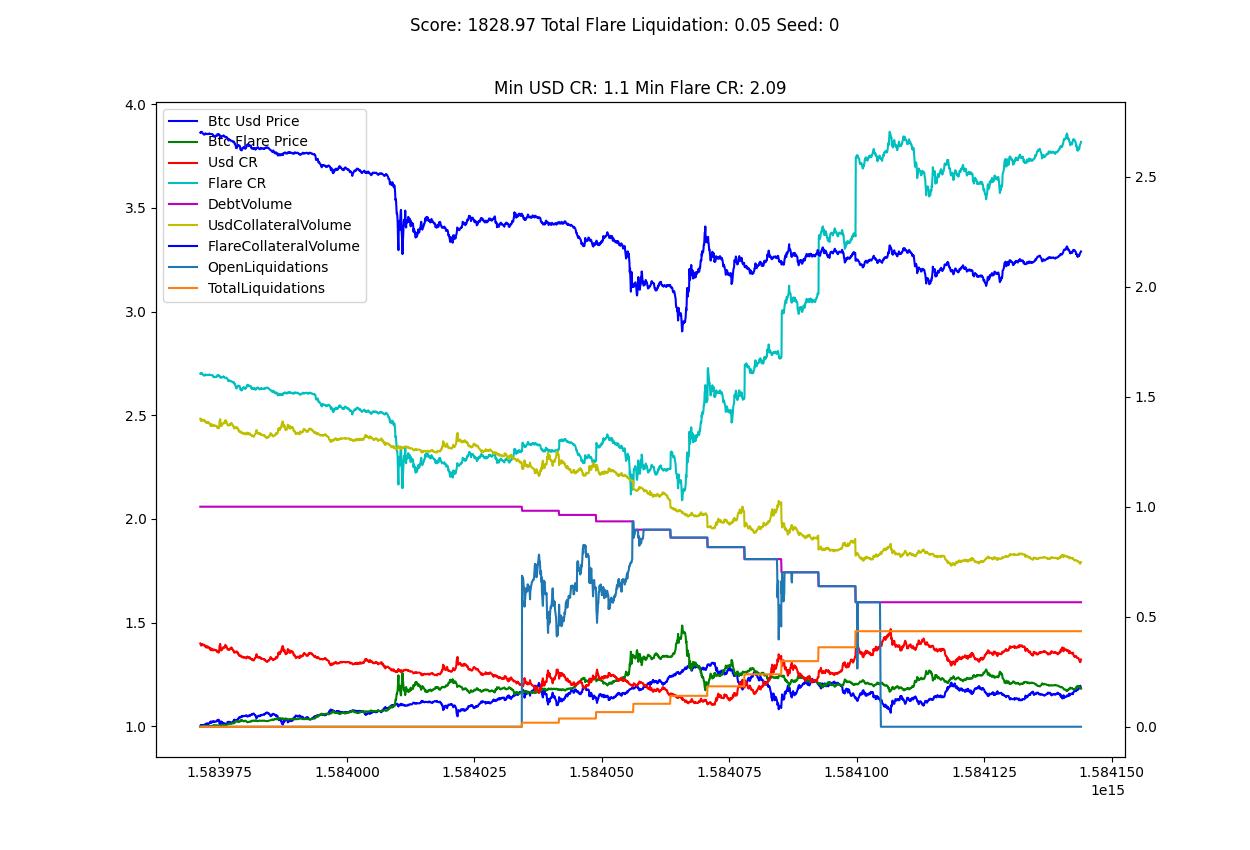 Score: 1828.97 Total Flare Liquidation: 0.05 Seed: 0
Min USD CR: 1.1 Min Flare CR: 2.09
Btc Usd Price
Btc Flare Price
Usd CR
Flare CR
DebtVolume
UsdCollateralVolume
FlareCollateralVolume
OpenLiquidations
TotalLiquidations
4.0
3.5
3.0
2.5
2.0
1.5
1.0
2.5
2.0
1.5
1.0
0.5
0.0
1.583975 1.584000 1.584025 1.584050 1.584075 1.584100 1.584125 1.584150
1e15